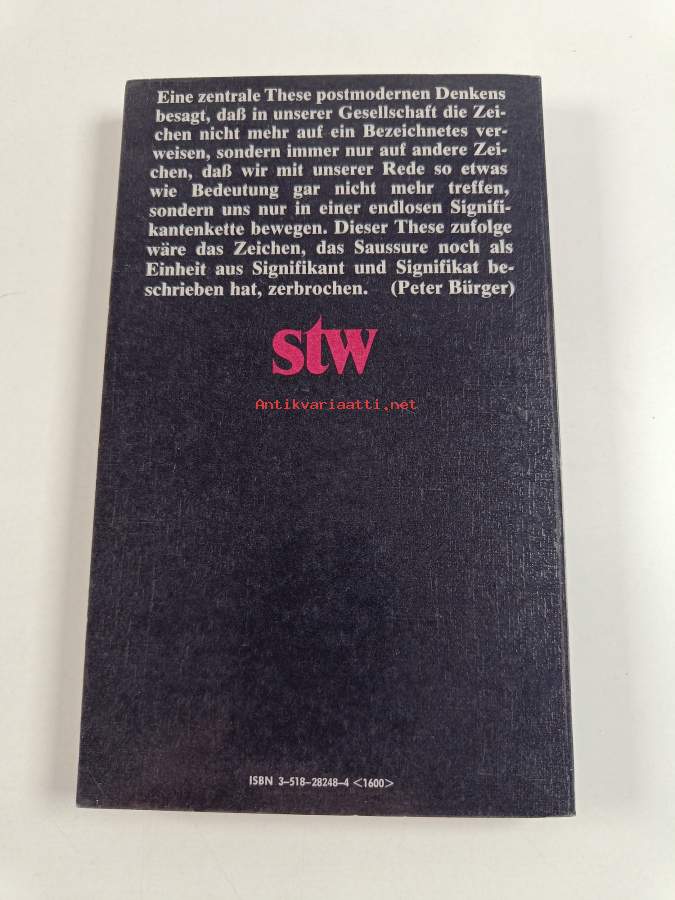 Eine zentrale These postmodernen Denkens
besagt, daß in unserer Gesellschaft die Zei-
chen nicht mehr auf ein Bezeichnetes ver-
weisen, sondern immer nur auf andere Zei-
chen, daß wir mit unserer Rede so etwas
wie Bedeutung gar nicht mehr treffen,
sondern uns nur in einer endlosen Signifi-
kantenkette bewegen. Dieser These zufolge
wäre das Zeichen, das Saussure noch als
Einheit aus Signifikant und Signifikat be-
schrieben hat, zerbrochen. (Peter Bürger)
stw
Antikvariaatti.net
ISBN 3–518–28248–4 <1600>